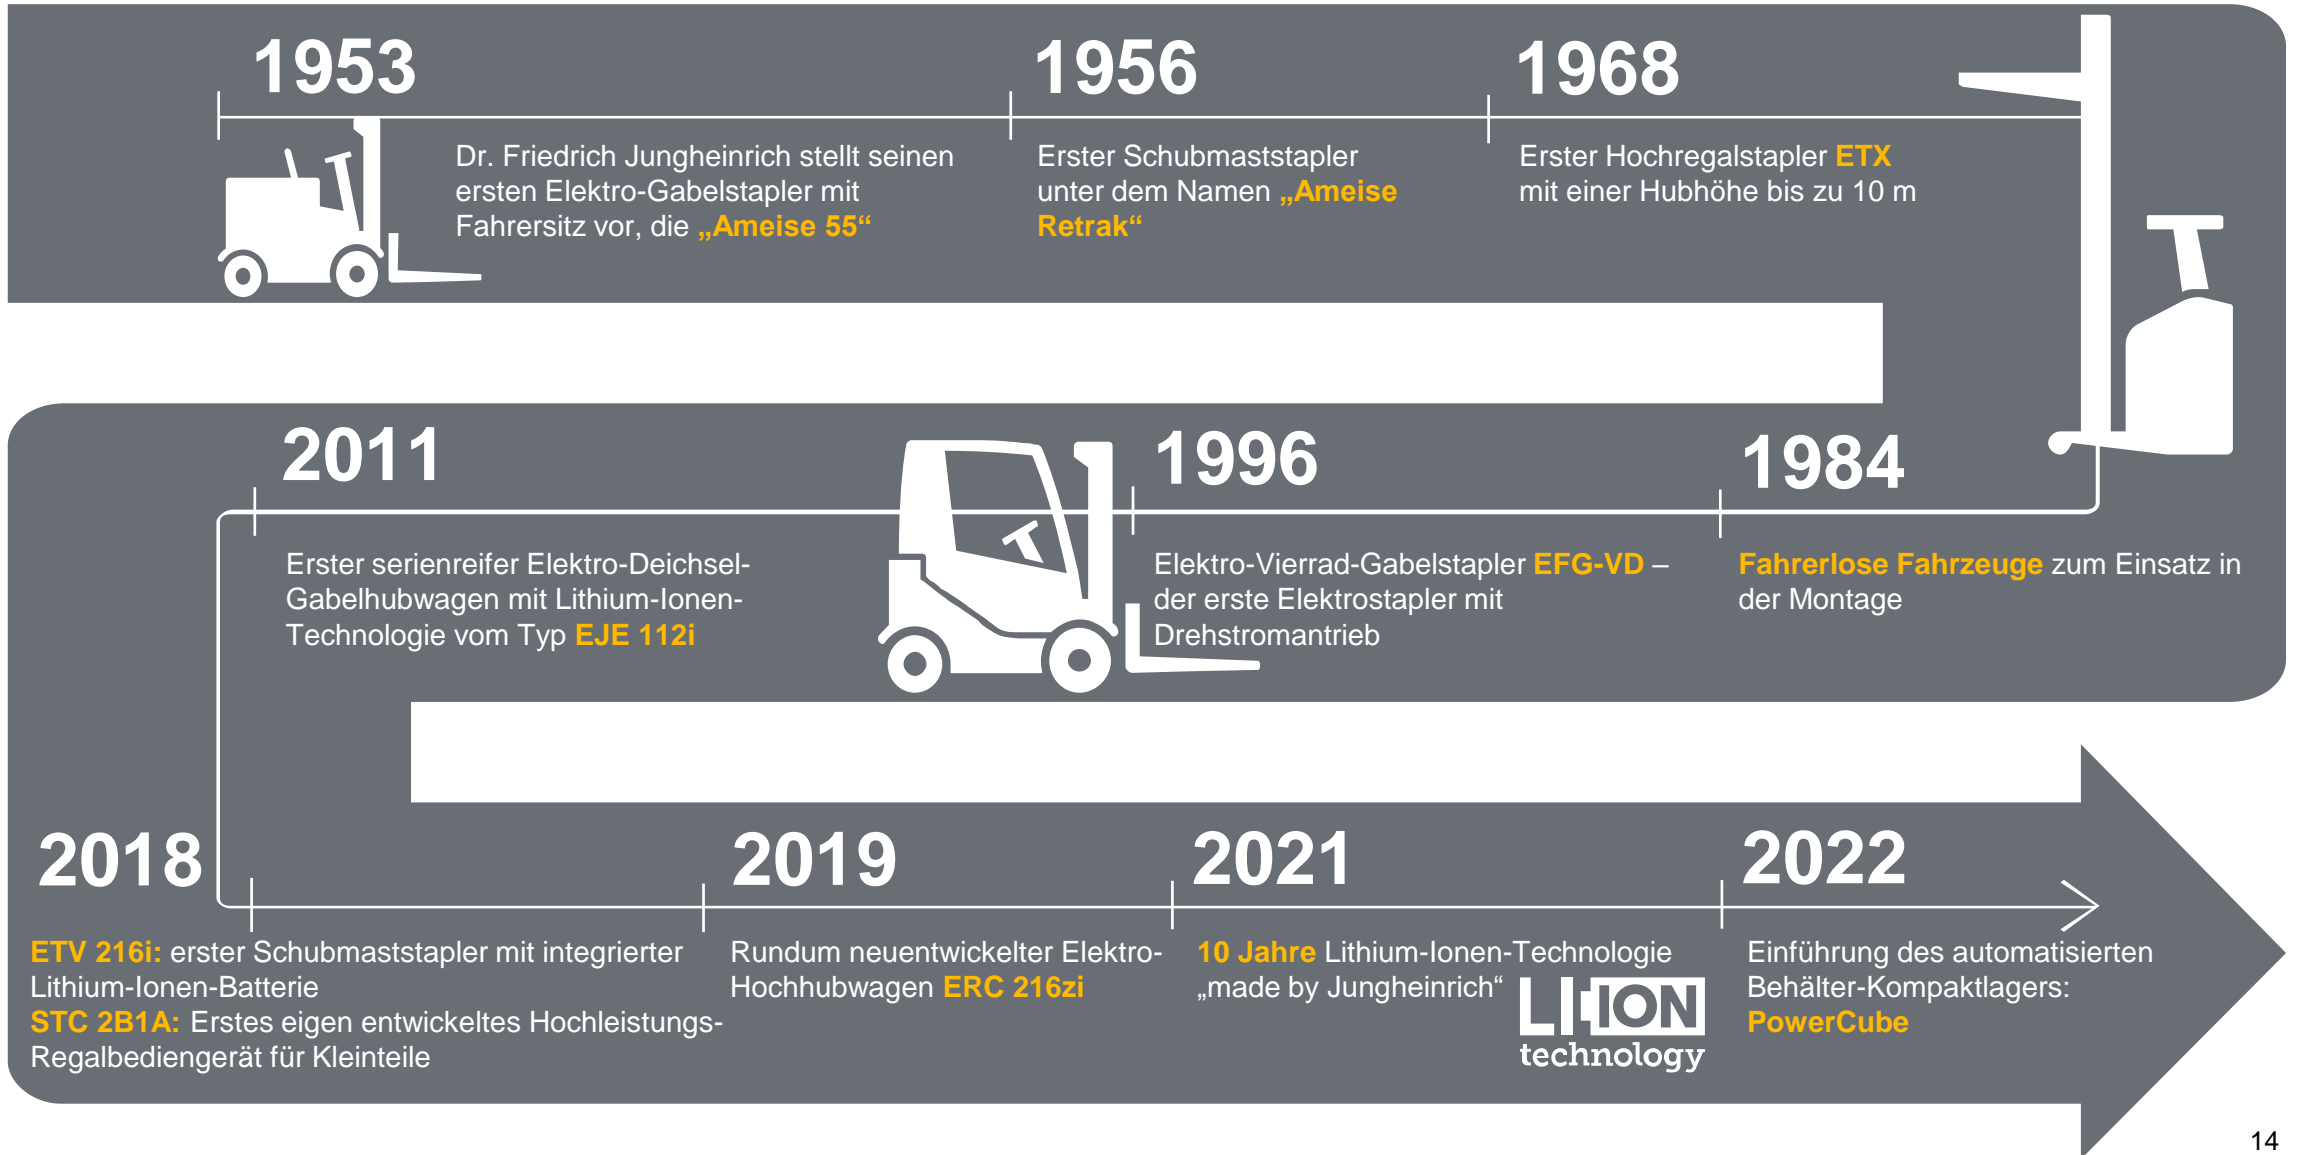 1953
Dr. Friedrich Jungheinrich stellt seinen
ersten Elektro-Gabelstapler mit
Fahrersitz vor, die „Ameise 55“
1956
Erster Schubmaststapler
unter dem Namen „Ameise
Retrak“
1968
Erster Hochregalstapler ETX
mit einer Hubhöhe bis zu 10 m
1984
Fahrerlose Fahrzeuge zum Einsatz in
der Montage
1996
Elektro-Vierrad-Gabelstapler EFG-VD –
der erste Elektrostapler mit
Drehstromantrieb
2011
Erster serienreifer Elektro-Deichsel-
Gabelhubwagen mit Lithium-Ionen-
Technologie vom Typ EJE 112i
2018
ETV 216i: erster Schubmaststapler mit integrierter
Lithium-Ionen-Batterie
STC 2B1A: Erstes eigen entwickeltes Hochleistungs-
Regalbediengerät für Kleinteile
2019
Rundum neuentwickelter Elektro-
Hochhubwagen ERC 216zi
2021
10 Jahre Lithium-Ionen-Technologie
„made by Jungheinrich“
LI-ION
technology
2022
Einführung des automatisierten
Behälter-Kompaktlagers:
PowerCube
14